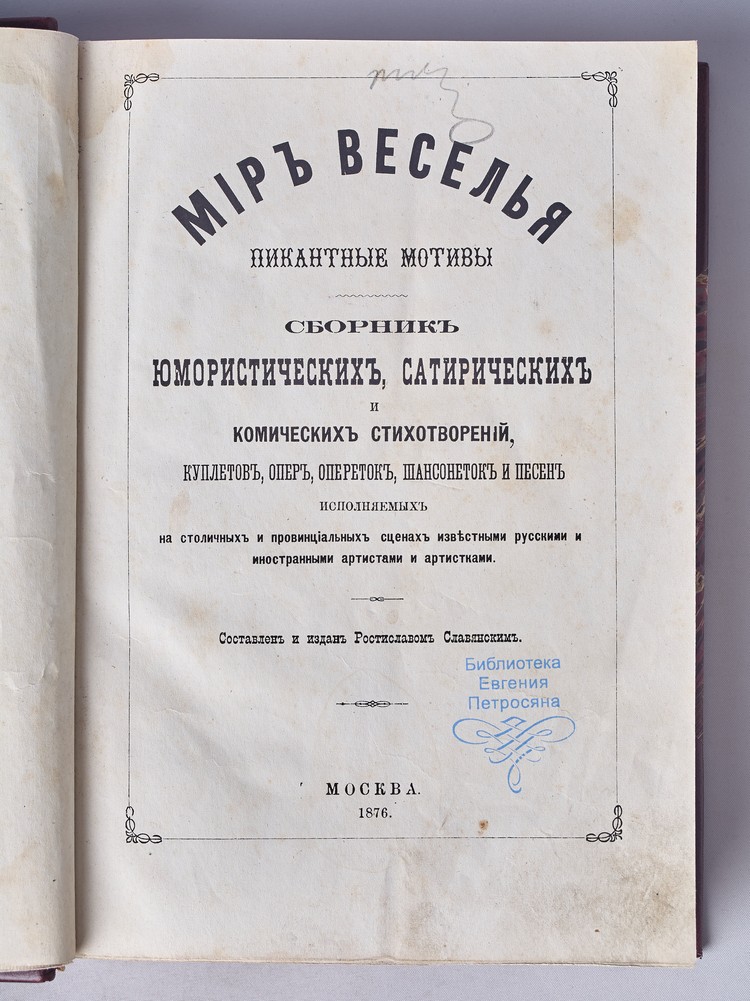 МІРЪ ВЕСЕЛЬЯ
ПИКАНТНЫЕ МОТИВЫ
СБОРНИКЪ
ЮМОРИСТИЧЕСКИХЪ, САТИРИЧЕСКИХЪ
И
КОМИЧЕСКИХЪ СТИХОТВОРЕНІЙ,
КУПЛЕТОВЪ, ОПЕРЪ, ОПЕРЕТОКЪ, ШАНСОНЕТОКЪ И ПЕСЕНЪ
ИСПОЛНЯЕМЫХЪ
на столичныхъ и провинціальныхъ сценахъ извѣстными русскими и
иностранными артистами и артистками.
Составленъ и изданъ Ростиславомъ Славянскимъ.
Библиотека
Евгения
Петросяна
МОСКВА.
1876.